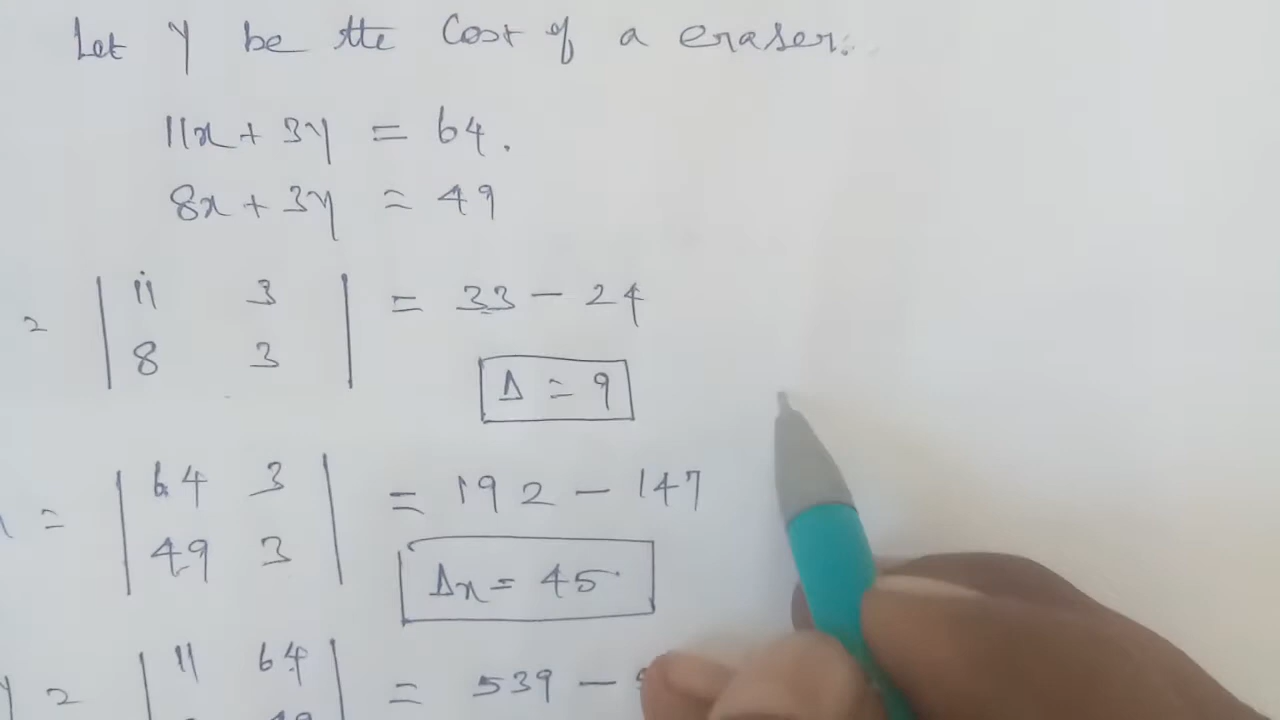 Let y be the Cost of a eraser.
11x + 3y = 64.
8x + 3y = 49
= | 11 3 | = 33 - 24
| 8 3 |
Δ = 9
= | 64 3 | = 192 - 147
| 49 3 |
Δx = 45
y = | 11 64 | = 539 -